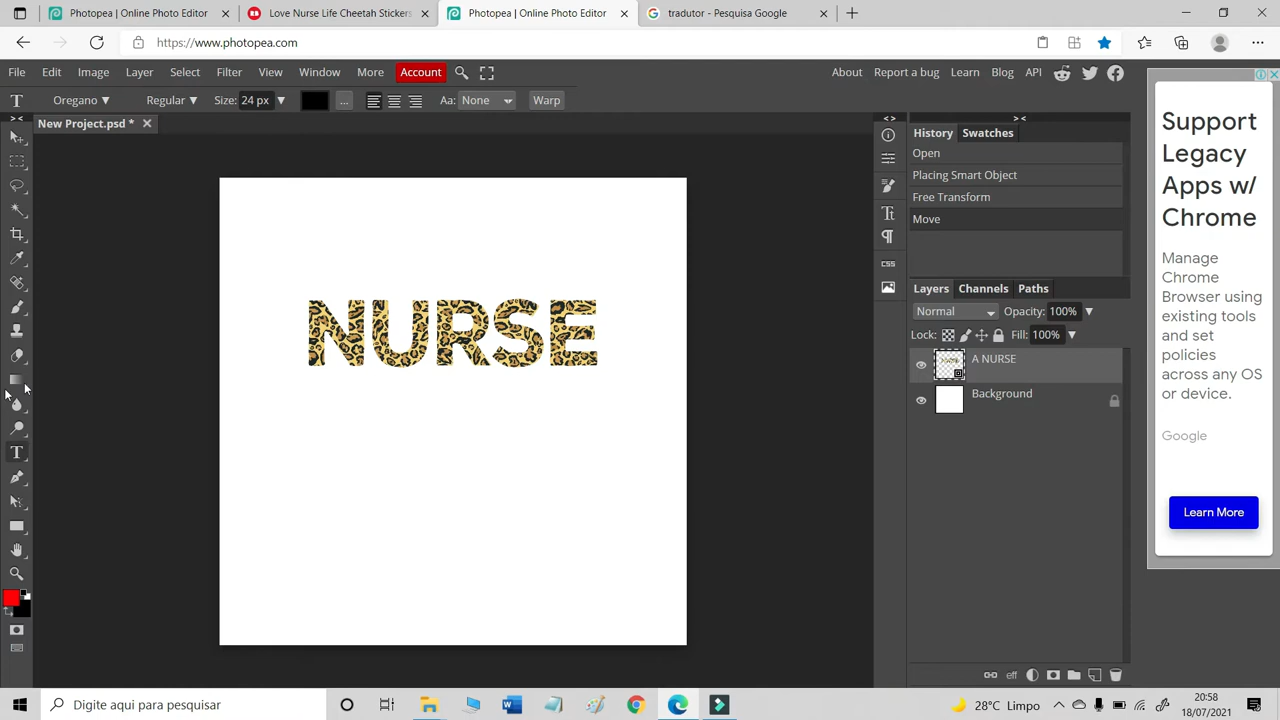 Photopea | Online Photo Editor
Love Nurse Life Cheetah Stickers
Photopea | Online Photo Editor
tradutor - Pesquisa Google
https://www.photopea.com
File Edit Image Layer Select Filter View Window More Account
About Report a bug Learn Blog API
Oregano Regular Size: 24 px ... Aa: None Warp
New Project.psd *
NURSE
History Swatches
Open
Placing Smart Object
Free Transform
Move
CSS
Layers Channels Paths
Normal Opacity: 100%
Lock: Fill: 100%
A NURSE
Background
eff
Support
Legacy
Apps w/
Chrome
Manage
Chrome
Browser using
existing tools
and set
policies
across any OS
or device.
Google
Learn More
Digite aqui para pesquisar
28°C Limpo
20:58
18/07/2021